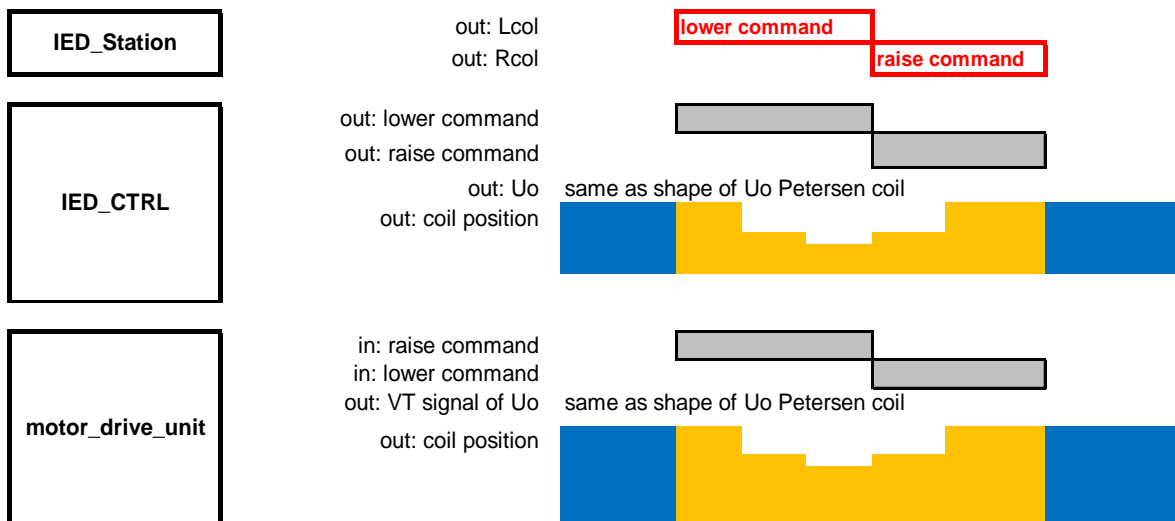 IED_Station
out: Lcol
lower command
out: Rcol
raise command
IED_CTRL
out: lower command
out: raise command
out: Uo same as shape of Uo Petersen coil
out: coil position
motor_drive_unit
in: raise command
in: lower command
out: VT signal of Uo same as shape of Uo Petersen coil
out: coil position